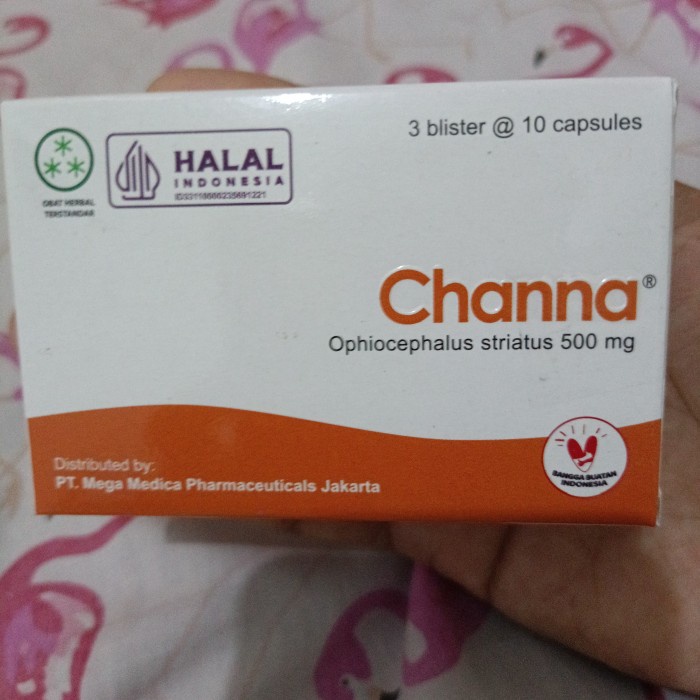 3 blister @ 10 capsules
OBAT HERBAL
TERSTANDAR
HALAL
INDONESIA
Channa®
Ophiocephalus striatus 500 mg
Distributed by:
PT. Mega Medica Pharmaceuticals Jakarta
BANGGA BUATAN
INDONESIA